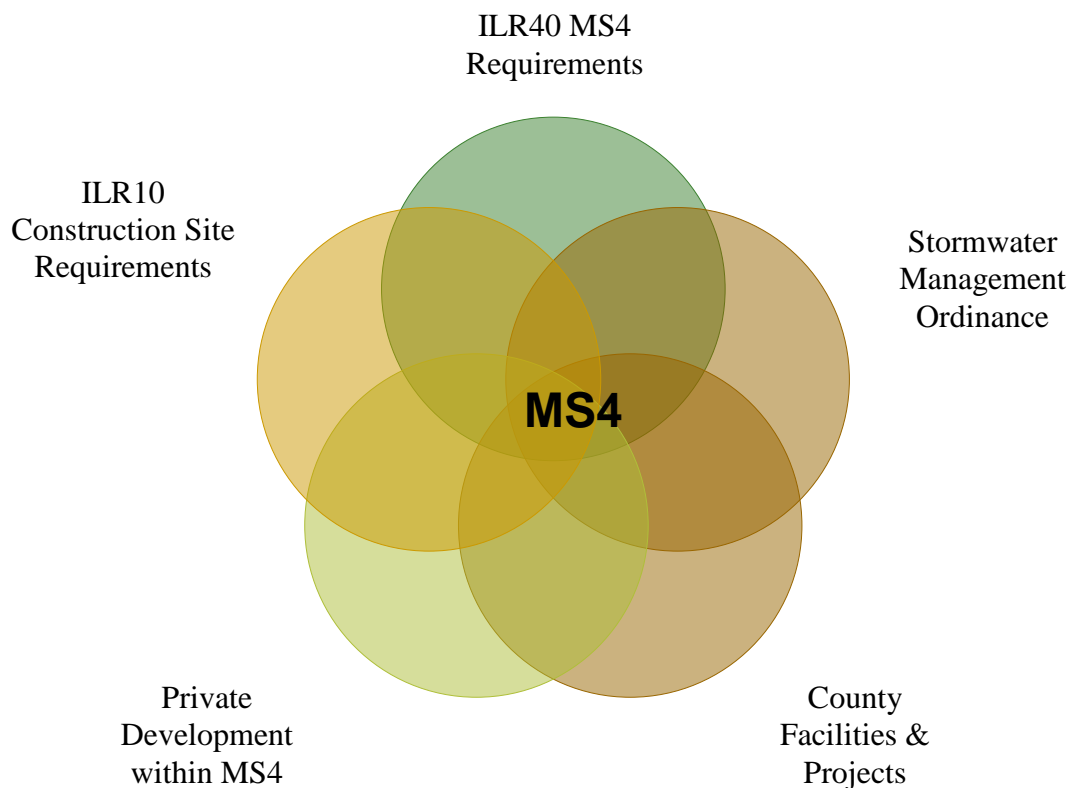 ILR40 MS4
Requirements
ILR10
Construction Site
Requirements
Stormwater
Management
Ordinance
MS4
Private
Development
within MS4
County
Facilities &
Projects